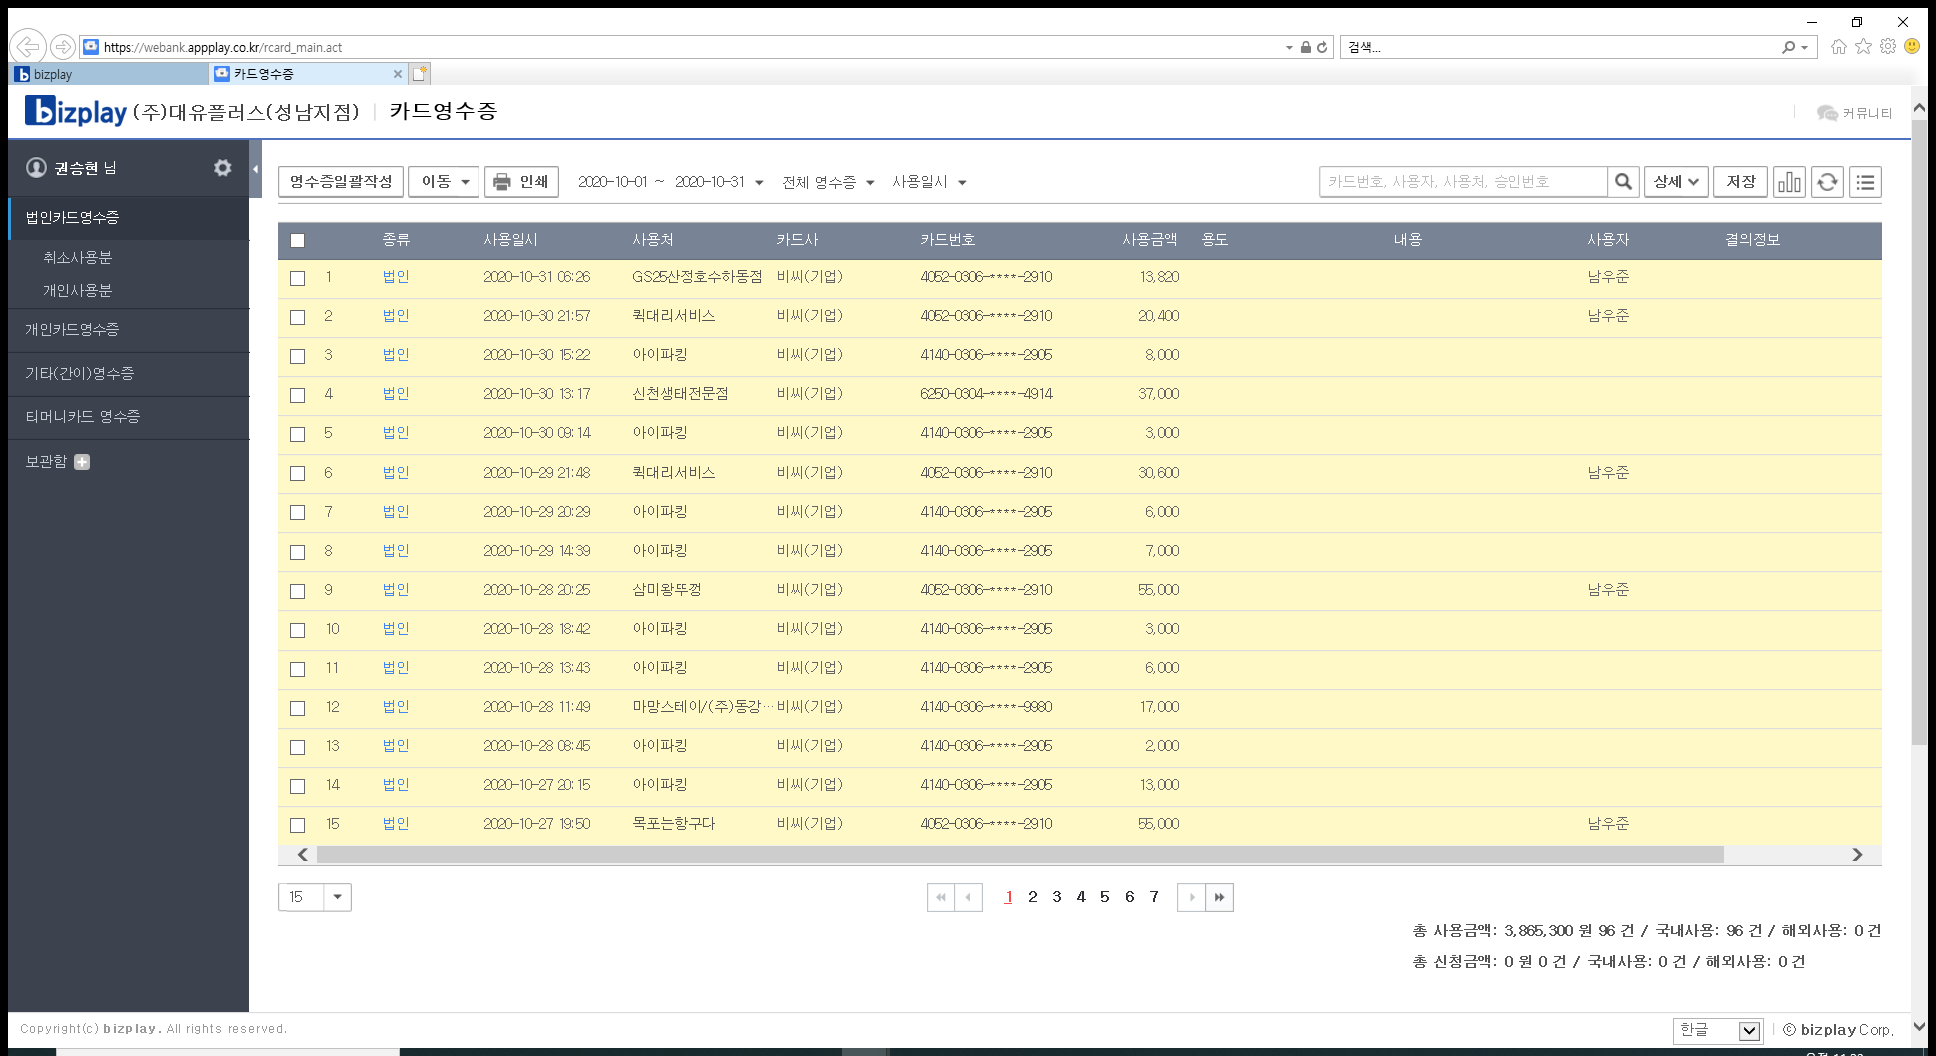 https://webank.appplay.co.kr/rcard_main.act 검색...
bizplay 카드영수증
bizplay (주)대유플러스(성남지점) 카드영수증 커뮤니티
권승현 님
법인카드영수증
취소사용분
개인사용분
개인카드영수증
기타(간이)영수증
티머니카드 영수증
보관함
영수증일괄작성 이동 인쇄 2020-10-01 ~ 2020-10-31 전체 영수증 사용일시 카드번호, 사용자, 사용처, 승인번호 상세 저장
종류 사용일시 사용처 카드사 카드번호 사용금액 용도 내용 사용자 결의정보
1 법인 2020-10-31 06:26 GS25산정호수하동점 비씨(기업) 4052-0306-****-2910 13,820 남우준
2 법인 2020-10-30 21:57 퀵대리서비스 비씨(기업) 4052-0306-****-2910 20,400 남우준
3 법인 2020-10-30 15:22 아이파킹 비씨(기업) 4140-0306-****-2905 8,000
4 법인 2020-10-30 13:17 신천생태전문점 비씨(기업) 6250-0304-****-4914 37,000
5 법인 2020-10-30 09:14 아이파킹 비씨(기업) 4140-0306-****-2905 3,000
6 법인 2020-10-29 21:48 퀵대리서비스 비씨(기업) 4052-0306-****-2910 30,600 남우준
7 법인 2020-10-29 20:29 아이파킹 비씨(기업) 4140-0306-****-2905 6,000
8 법인 2020-10-29 14:39 아이파킹 비씨(기업) 4140-0306-****-2905 7,000
9 법인 2020-10-28 20:25 삼미왕뚜껑 비씨(기업) 4052-0306-****-2910 55,000 남우준
10 법인 2020-10-28 18:42 아이파킹 비씨(기업) 4140-0306-****-2905 3,000
11 법인 2020-10-28 13:43 아이파킹 비씨(기업) 4140-0306-****-2905 6,000
12 법인 2020-10-28 11:49 마망스테이/(주)동강… 비씨(기업) 4140-0306-****-9980 17,000
13 법인 2020-10-28 08:45 아이파킹 비씨(기업) 4140-0306-****-2905 2,000
14 법인 2020-10-27 20:15 아이파킹 비씨(기업) 4140-0306-****-2905 13,000
15 법인 2020-10-27 19:50 목포는항구다 비씨(기업) 4052-0306-****-2910 55,000 남우준
15 1 2 3 4 5 6 7
총 사용금액: 3,865,300 원 96 건 / 국내사용: 96 건 / 해외사용: 0 건
총 신청금액: 0 원 0 건 / 국내사용: 0 건 / 해외사용: 0 건
Copyright(c) bizplay. All rights reserved. 한글 ⓒ bizplay Corp.